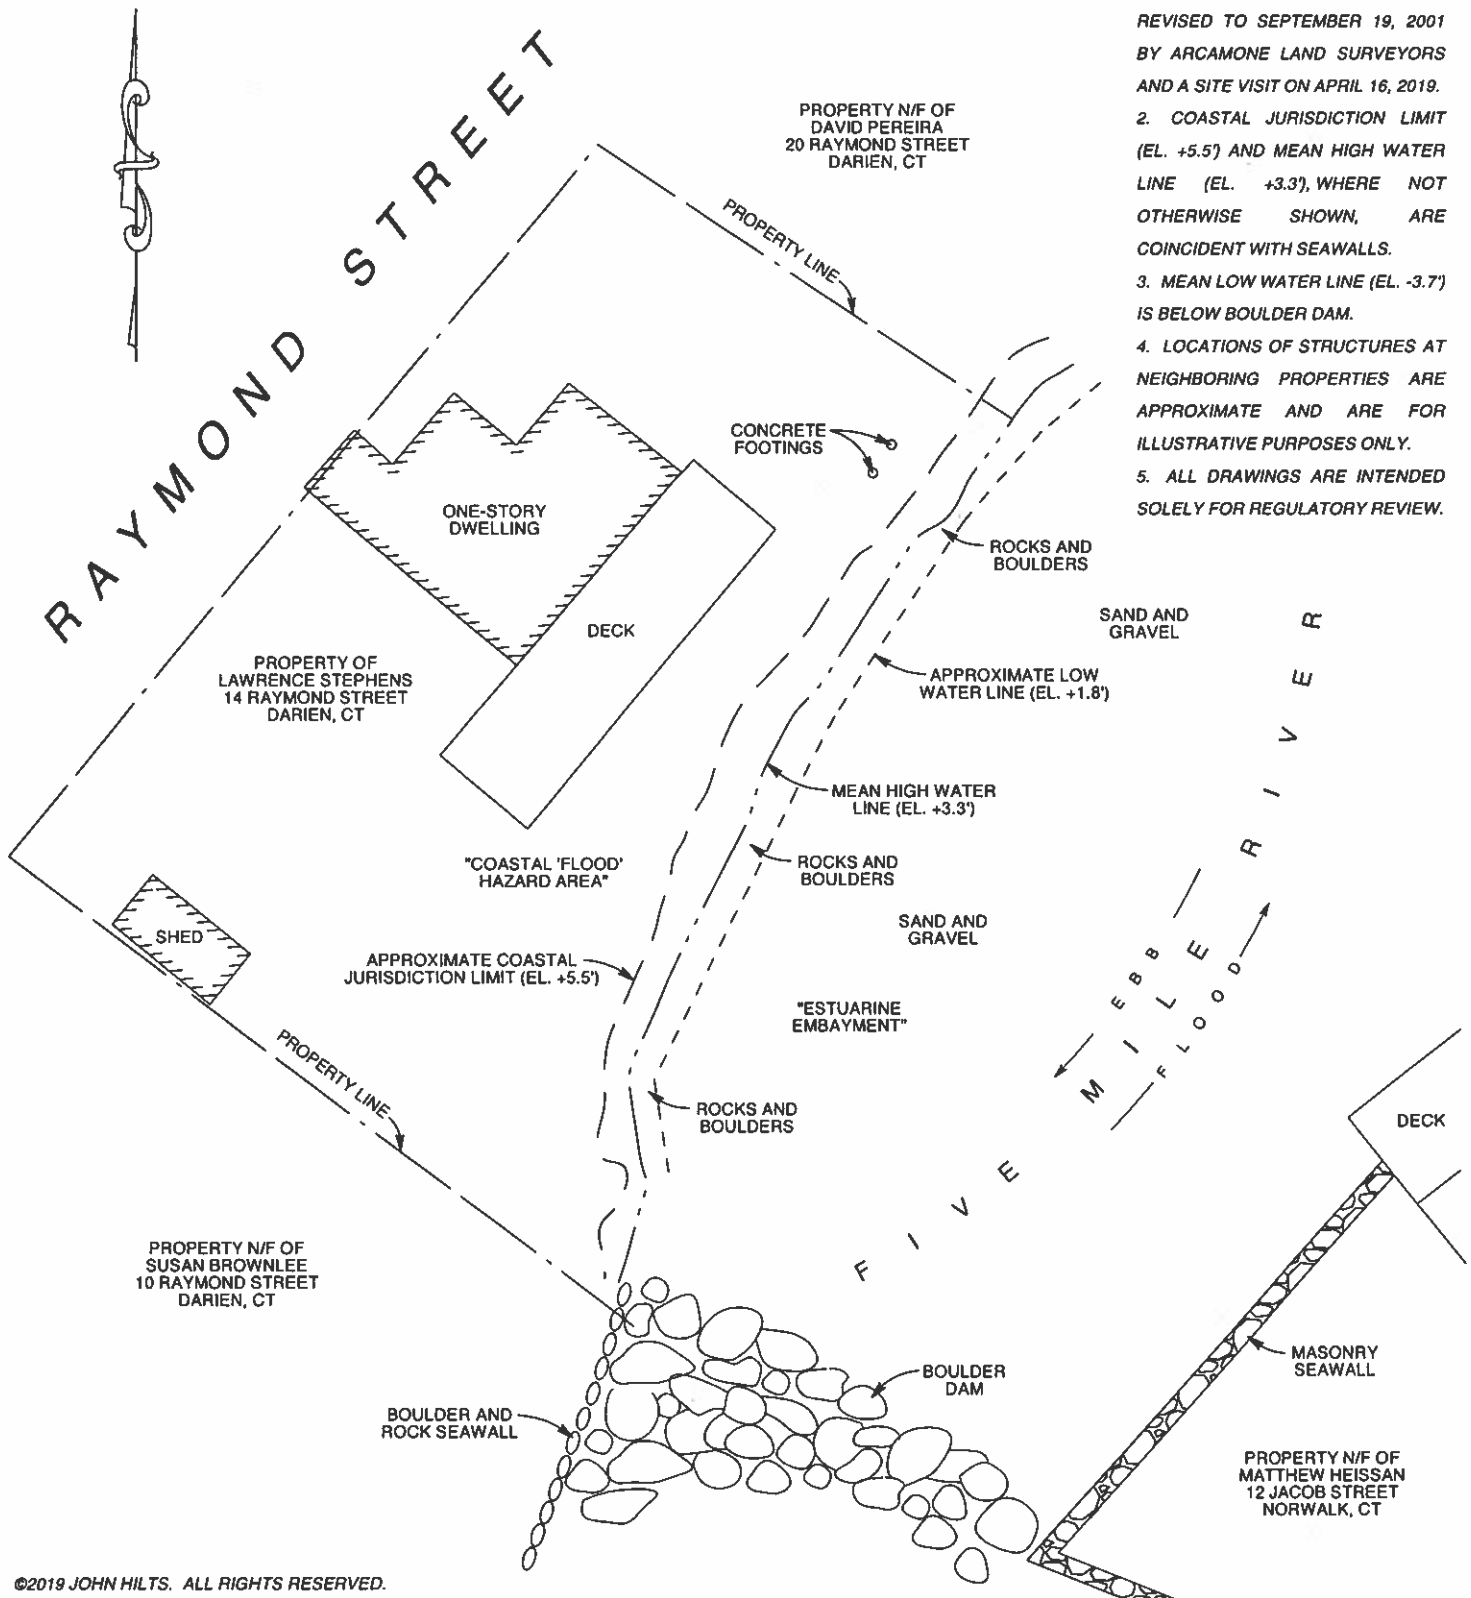 REVISED TO SEPTEMBER 19, 2001
BY ARCAMONE LAND SURVEYORS
AND A SITE VISIT ON APRIL 16, 2019.
2. COASTAL JURISDICTION LIMIT
(EL. +5.5') AND MEAN HIGH WATER
LINE (EL. +3.3'), WHERE NOT
OTHERWISE SHOWN, ARE
COINCIDENT WITH SEAWALLS.
3. MEAN LOW WATER LINE (EL. -3.7')
IS BELOW BOULDER DAM.
4. LOCATIONS OF STRUCTURES AT
NEIGHBORING PROPERTIES ARE
APPROXIMATE AND ARE FOR
ILLUSTRATIVE PURPOSES ONLY.
5. ALL DRAWINGS ARE INTENDED
SOLELY FOR REGULATORY REVIEW.
RAYMOND STREET
PROPERTY N/F OF
DAVID PEREIRA
20 RAYMOND STREET
DARIEN, CT
PROPERTY LINE
CONCRETE
FOOTINGS
ONE-STORY
DWELLING
ROCKS AND
BOULDERS
DECK
SAND AND
GRAVEL
PROPERTY OF
LAWRENCE STEPHENS
14 RAYMOND STREET
DARIEN, CT
APPROXIMATE LOW
WATER LINE (EL. +1.8')
MEAN HIGH WATER
LINE (EL. +3.3')
"COASTAL 'FLOOD'
HAZARD AREA"
ROCKS AND
BOULDERS
SHED
SAND AND
GRAVEL
APPROXIMATE COASTAL
JURISDICTION LIMIT (EL. +5.5')
"ESTUARINE
EMBAYMENT"
EBB
FLOOD
FIVE MILE RIVER
PROPERTY LINE
ROCKS AND
BOULDERS
DECK
PROPERTY N/F OF
SUSAN BROWNLEE
10 RAYMOND STREET
DARIEN, CT
MASONRY
SEAWALL
BOULDER
DAM
BOULDER AND
ROCK SEAWALL
PROPERTY N/F OF
MATTHEW HEISSAN
12 JACOB STREET
NORWALK, CT
©2019 JOHN HILTS. ALL RIGHTS RESERVED.